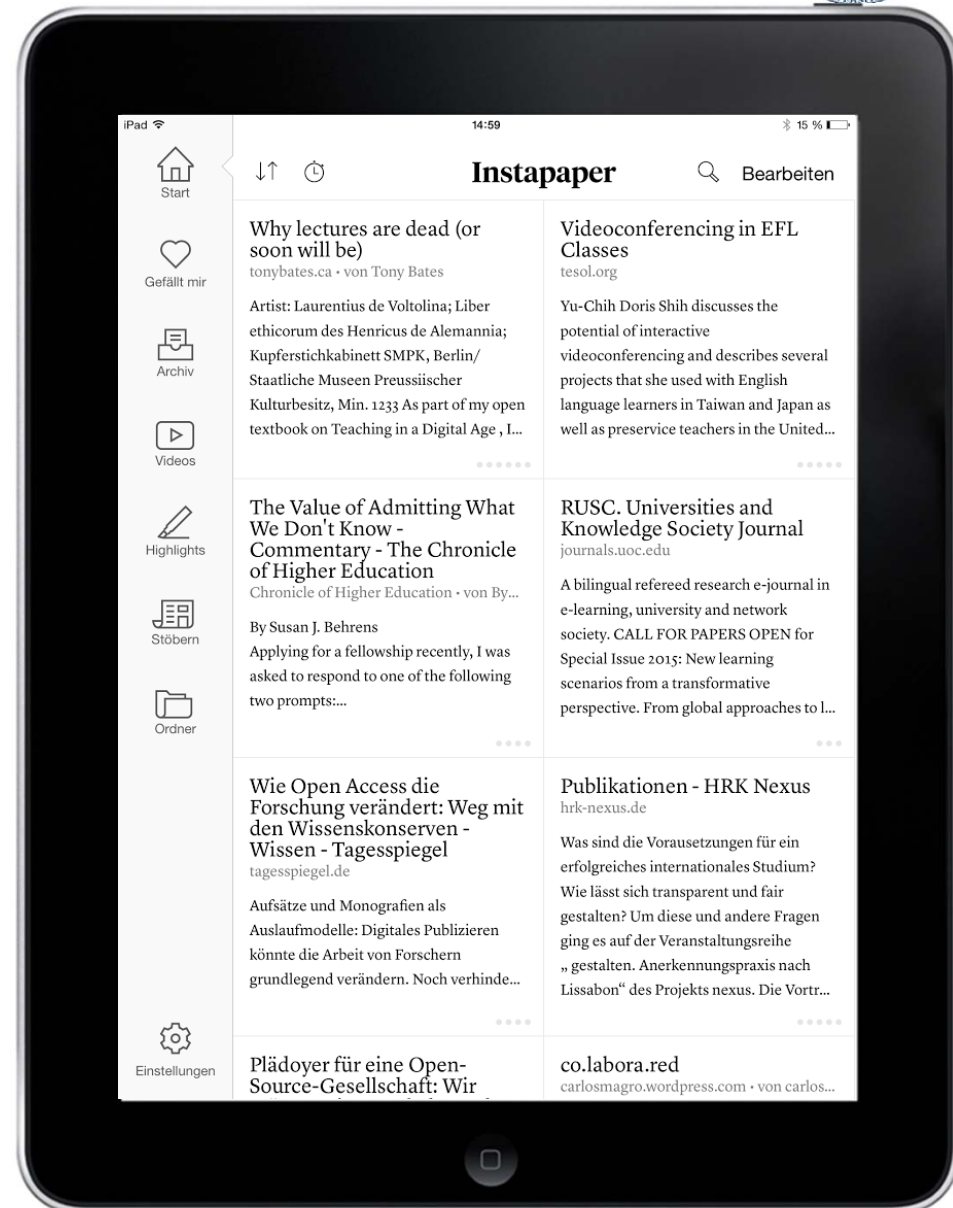 iPad
14:59
15 %
Start
Gefällt mir
Archiv
Videos
Highlights
Stöbern
Ordner
Einstellungen
Instapaper
Bearbeiten
Why lectures are dead (or
soon will be)
tonybates.ca • von Tony Bates
Artist: Laurentius de Voltolina; Liber
ethicorum des Henricus de Alemannia;
Kupferstichkabinett SMPK, Berlin/
Staatliche Museen Preussiischer
Kulturbesitz, Min. 1233 As part of my open
textbook on Teaching in a Digital Age , I...
Videoconferencing in EFL
Classes
tesol.org
Yu-Chih Doris Shih discusses the
potential of interactive
videoconferencing and describes several
projects that she used with English
language learners in Taiwan and Japan as
well as preservice teachers in the United...
The Value of Admitting What
We Don't Know -
Commentary - The Chronicle
of Higher Education
Chronicle of Higher Education • von By...
By Susan J. Behrens
Applying for a fellowship recently, I was
asked to respond to one of the following
two prompts:...
RUSC. Universities and
Knowledge Society Journal
journals.uoc.edu
A bilingual refereed research e-journal in
e-learning, university and network
society. CALL FOR PAPERS OPEN for
Special Issue 2015: New learning
scenarios from a transformative
perspective. From global approaches to l...
Wie Open Access die
Forschung verändert: Weg mit
den Wissenskonserven -
Wissen - Tagesspiegel
tagesspiegel.de
Aufsätze und Monografien als
Auslaufmodelle: Digitales Publizieren
könnte die Arbeit von Forschern
grundlegend verändern. Noch verhinde...
Publikationen - HRK Nexus
hrk-nexus.de
Was sind die Vorausetzungen für ein
erfolgreiches internationales Studium?
Wie lässt sich transparent und fair
gestalten? Um diese und andere Fragen
ging es auf der Veranstaltungsreihe
„ gestalten. Anerkennungspraxis nach
Lissabon“ des Projekts nexus. Die Vortr...
Plädoyer für eine Open-
Source-Gesellschaft: Wir
co.labora.red
carlosmagro.wordpress.com • von carlos...